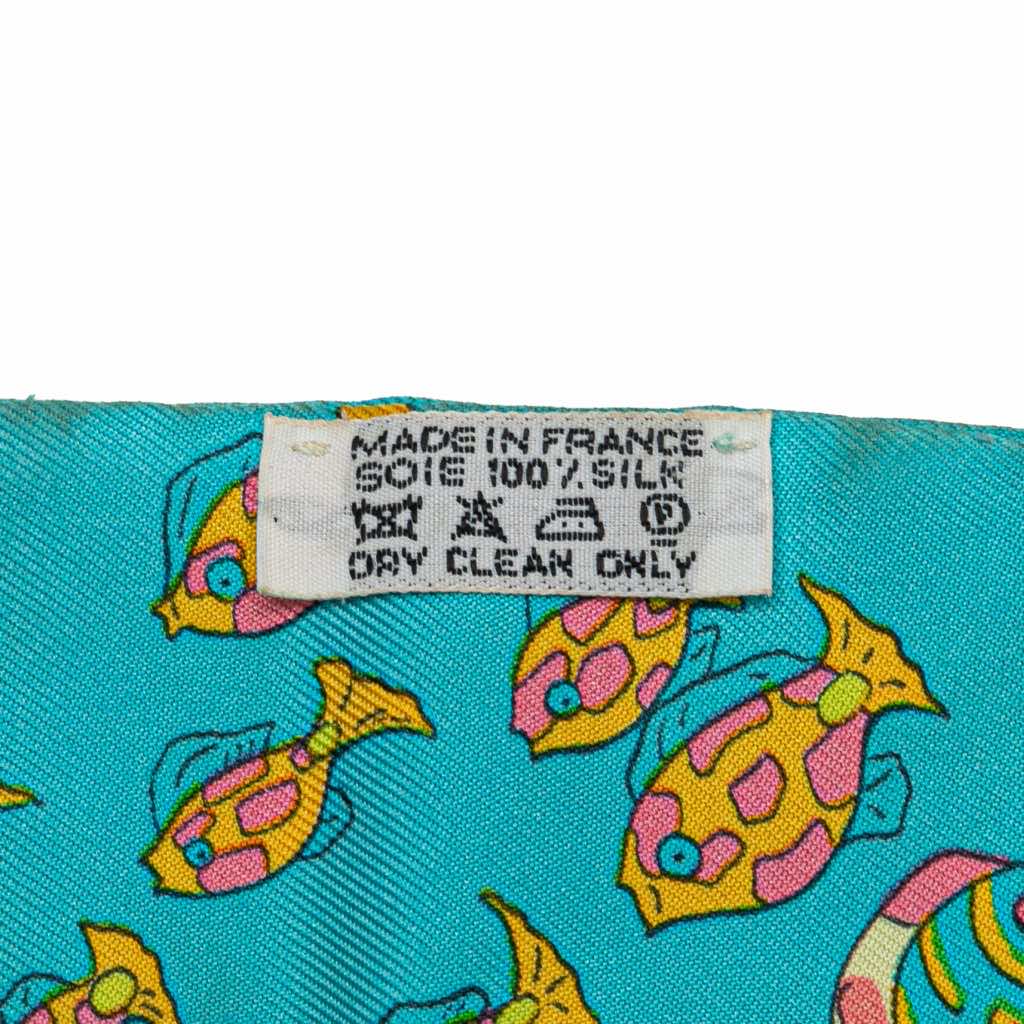 MADE IN FRANCE
SOIE 100% SILK
P
DRY CLEAN ONLY